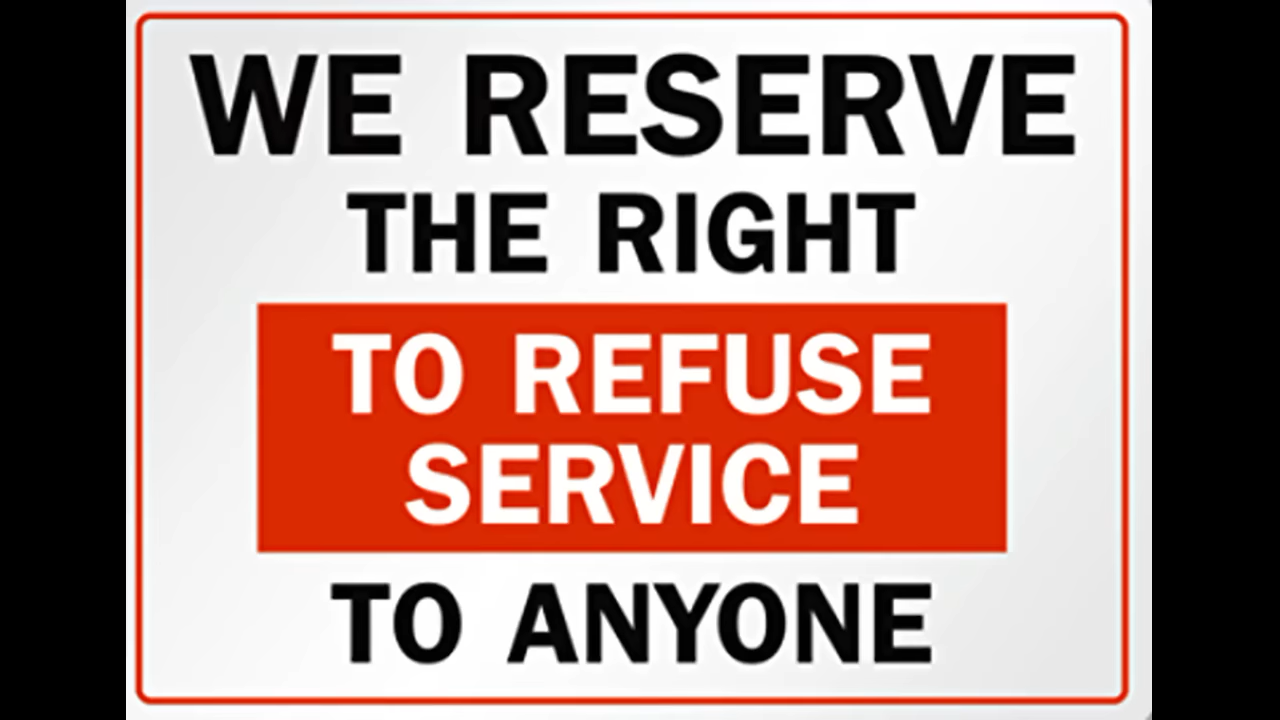 WE RESERVE
THE RIGHT
TO REFUSE
SERVICE
TO ANYONE